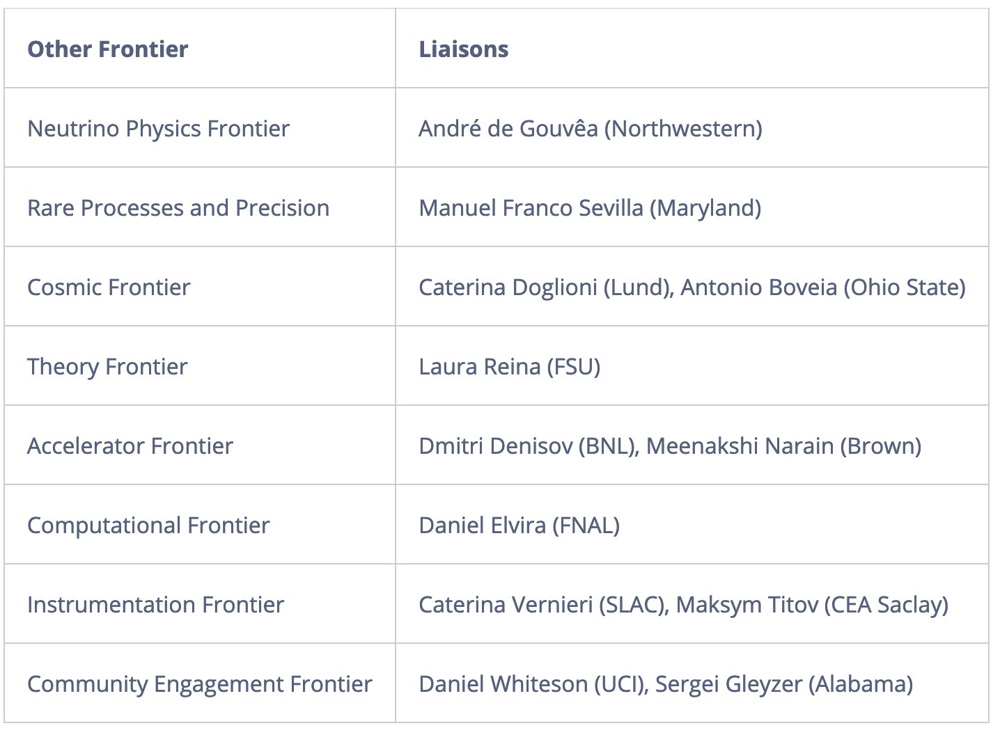 Other Frontier Liaisons
Neutrino Physics Frontier André de Gouvêa (Northwestern)
Rare Processes and Precision Manuel Franco Sevilla (Maryland)
Cosmic Frontier Caterina Doglioni (Lund), Antonio Boveia (Ohio State)
Theory Frontier Laura Reina (FSU)
Accelerator Frontier Dmitri Denisov (BNL), Meenakshi Narain (Brown)
Computational Frontier Daniel Elvira (FNAL)
Instrumentation Frontier Caterina Vernieri (SLAC), Maksym Titov (CEA Saclay)
Community Engagement Frontier Daniel Whiteson (UCI), Sergei Gleyzer (Alabama)